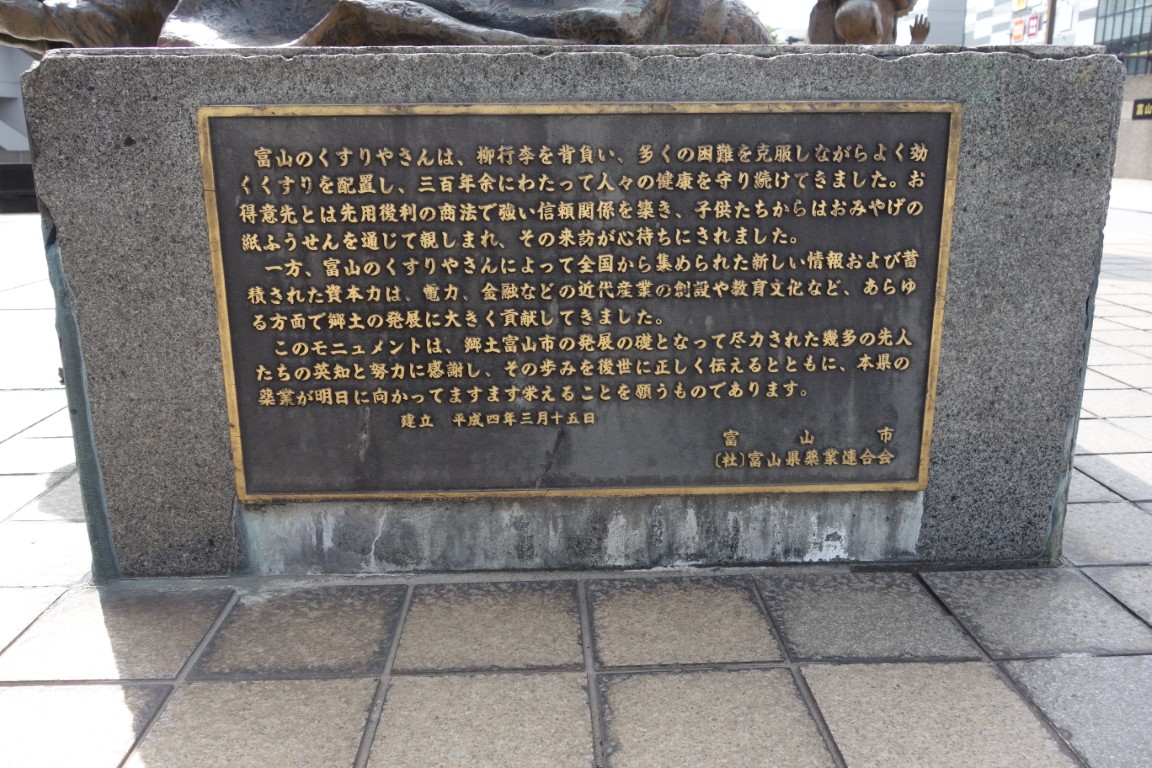 富山のくすりやさんは、柳行李を背負い、多くの困難を克服しながらよく効
くくすりを配置し、三百年余にわたって人々の健康を守り続けてきました。お
得意先とは先用後利の商法で強い信頼関係を築き、子供たちからはおみやげの
紙ふうせんを通じて親しまれ、その来訪が心待ちにされました。
一方、富山のくすりやさんによって全国から集められた新しい情報および蓄
積された資本力は、電力、金融などの近代産業の創設や教育文化など、あらゆ
る方面で郷土の発展に大きく貢献してきました。
このモニュメントは、郷土富山市の発展の礎となって尽力された幾多の先人
たちの英知と努力に感謝し、その歩みを後世に正しく伝えるとともに、本県の
薬業が明日に向かってますます栄えることを願うものであります。
建立 平成四年三月十五日
富山市
〔社〕富山県薬業連合会
富山